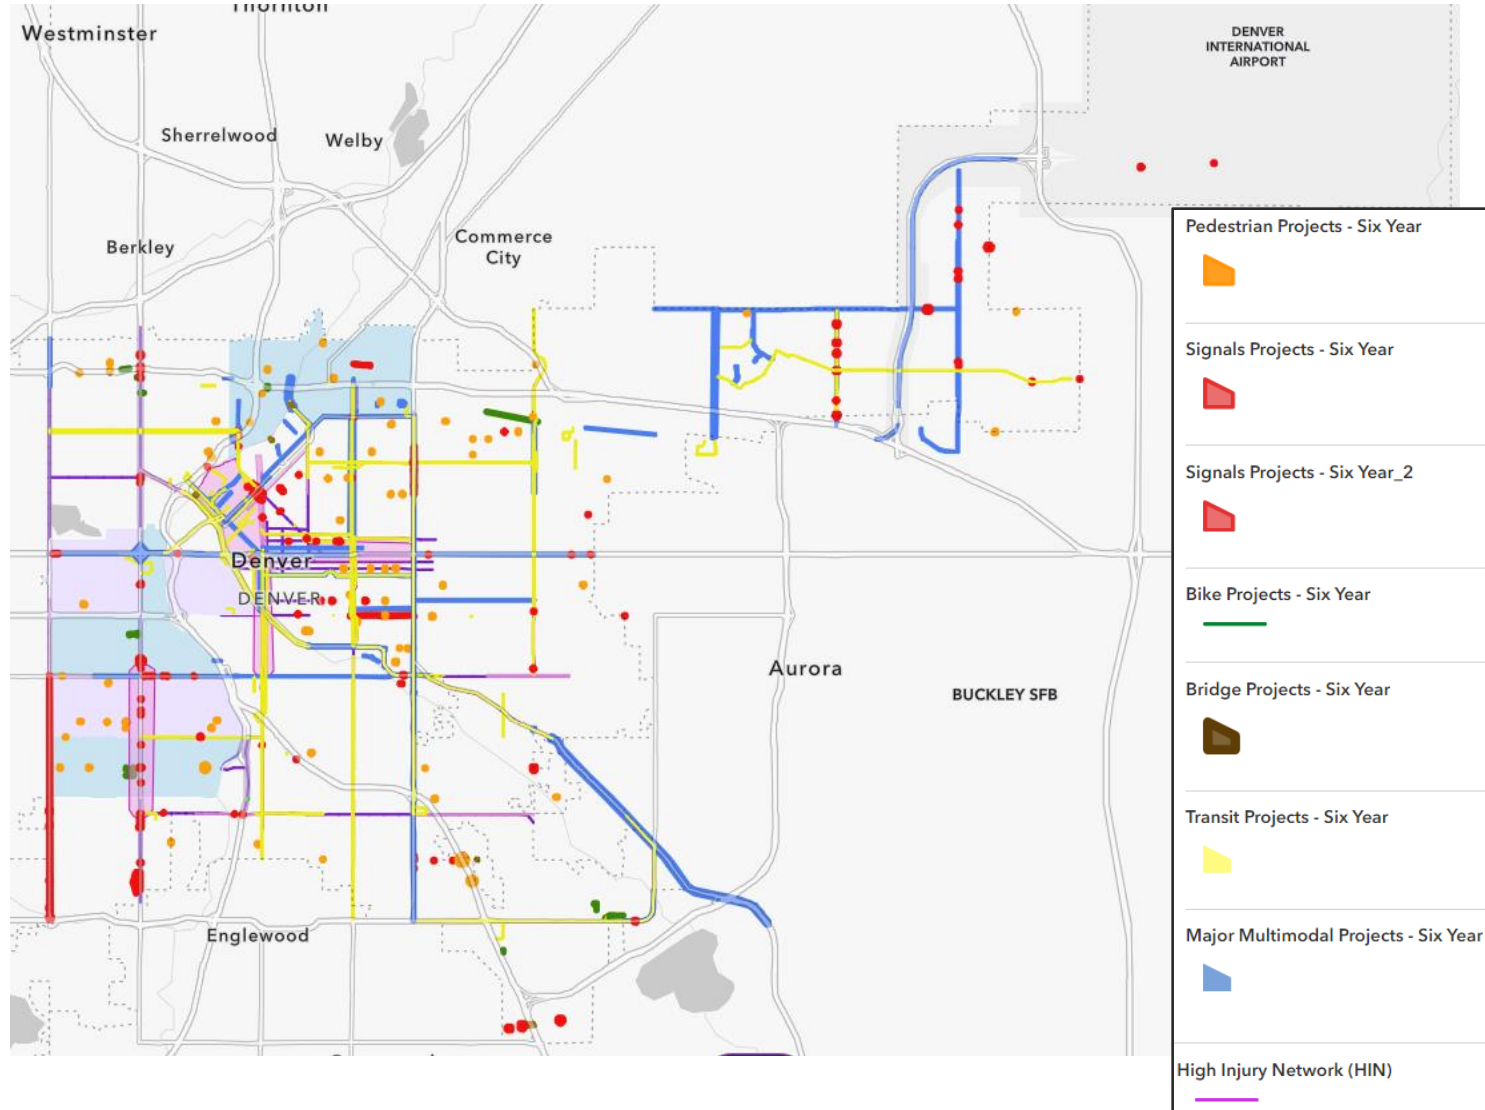 Thornton
Westminster
DENVER
INTERNATIONAL
AIRPORT
Sherrelwood
Welby
Berkley
Commerce
City
Denver
DENVER
Aurora
BUCKLEY SFB
Englewood
Pedestrian Projects - Six Year
Signals Projects - Six Year
Signals Projects - Six Year_2
Bike Projects - Six Year
Bridge Projects - Six Year
Transit Projects - Six Year
Major Multimodal Projects - Six Year
High Injury Network (HIN)